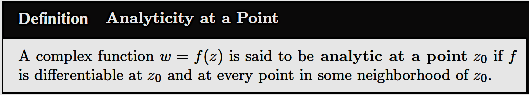 Definition Analyticity at a Point
A complex function w = f(z) is said to be analytic at a point z₀ if f
is differentiable at z₀ and at every point in some neighborhood of z₀.